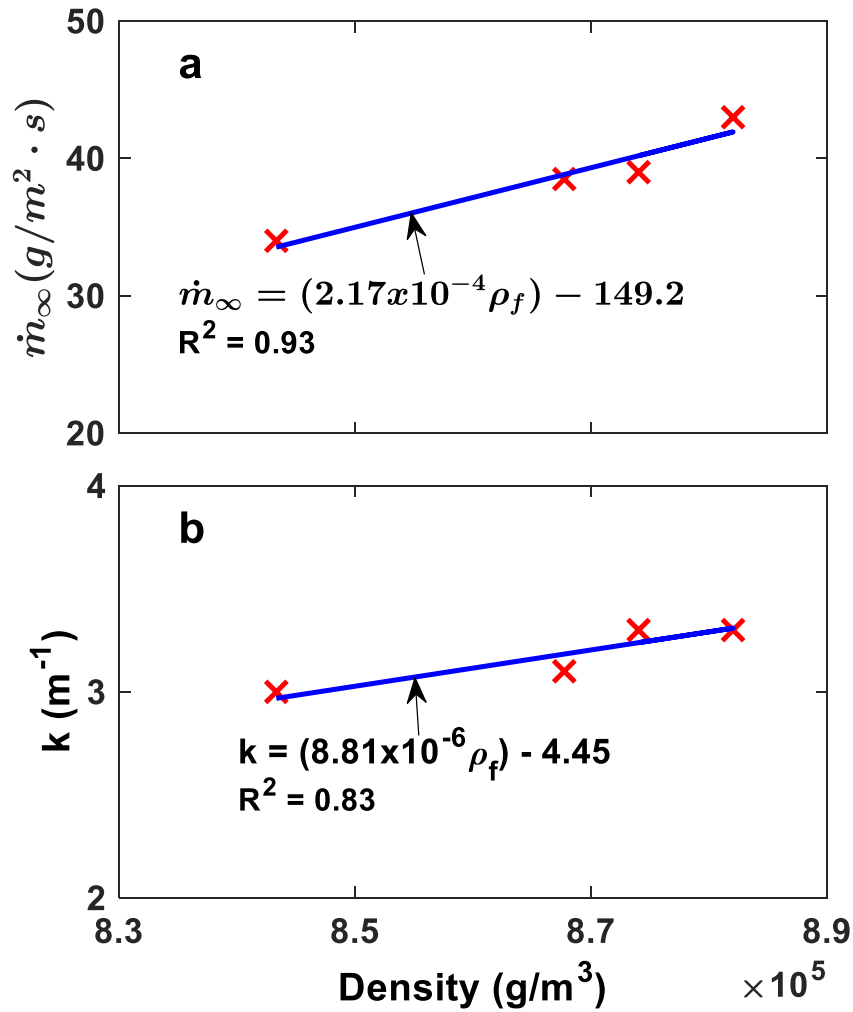 50
a
40
30
20
ṁ∞(g/m² · s)
ṁ∞ = (2.17x10⁻⁴ρf) − 149.2
R² = 0.93
4
b
3
2
k (m⁻¹)
k = (8.81x10⁻⁶ρf) - 4.45
R² = 0.83
8.3 8.5 8.7 8.9
Density (g/m³) ×10⁵